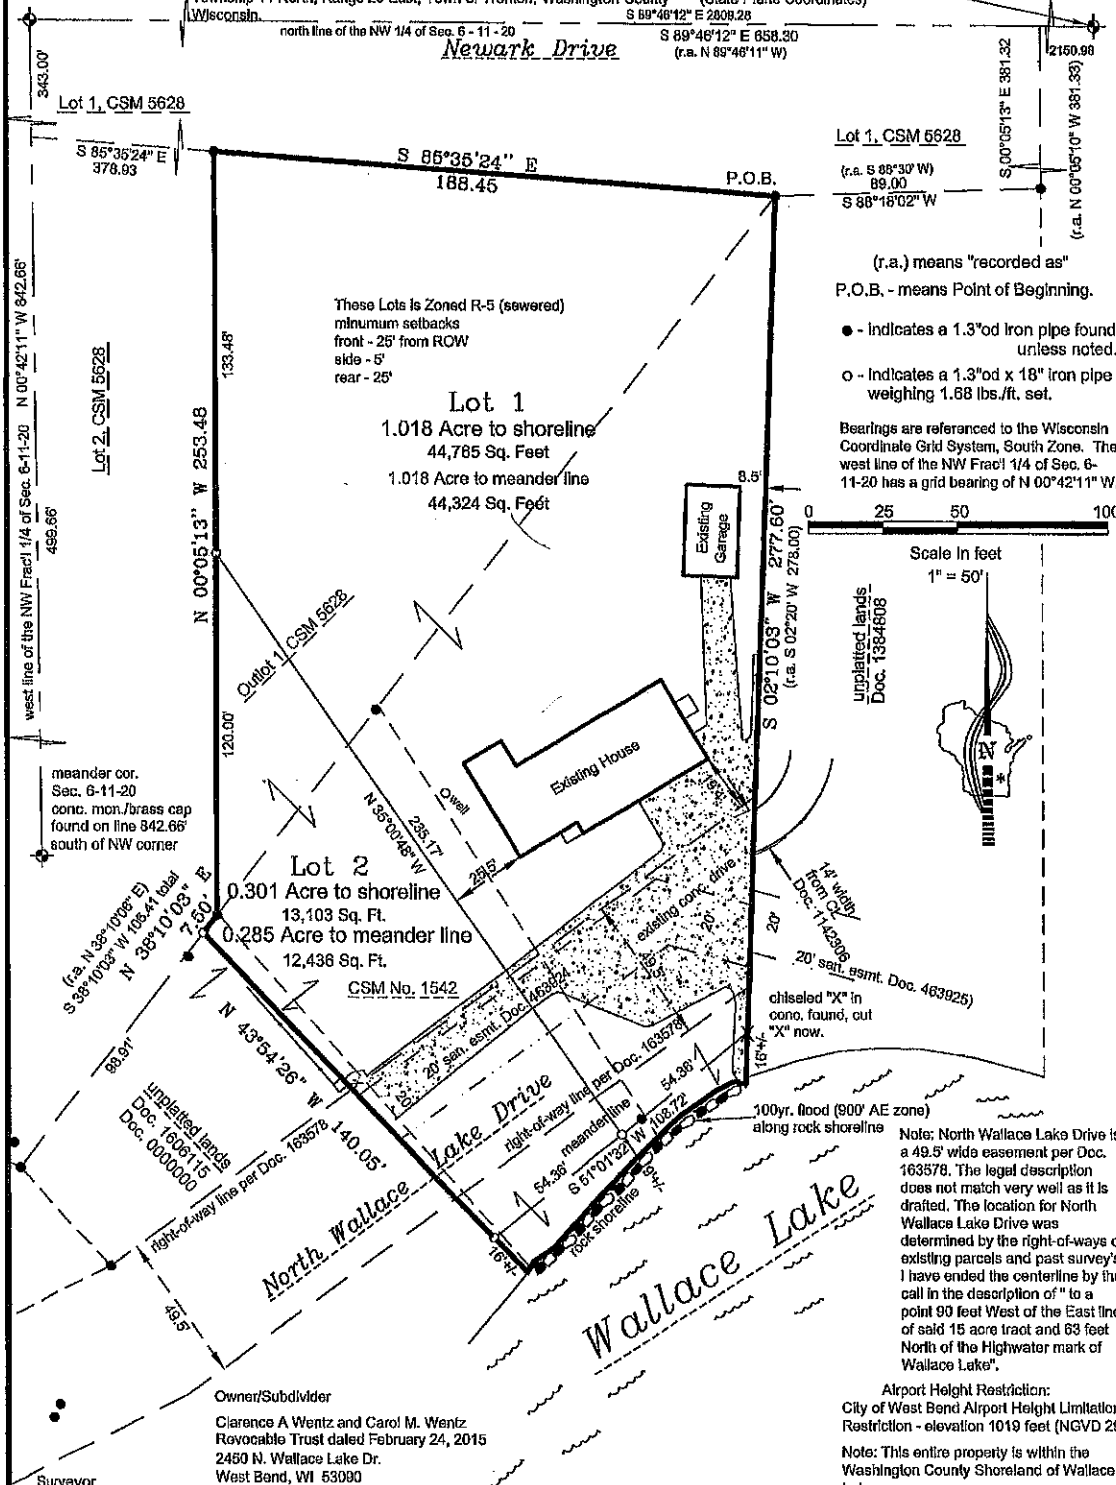 Township 11 North, Range 20 East, Town of Trenton, Washington County
(State Plane Coordinates)
Wisconsin.
S 89°46'12" E 2809.28
north line of the NW 1/4 of Sec. 6 - 11 - 20
S 89°46'12" E 658.30
(r.a. N 89°46'11" W)
Newark Drive
2150.98
343.00'
S 00°05'13" E 381.32
(r.a. N 00°05'10" W 381.33)
Lot 1, CSM 5628
S 85°35'24" E
378.93
S 85°35'24" E
188.45
P.O.B.
Lot 1, CSM 5628
(r.a. S 88°30' W)
89.00
S 88°18'02" W
(r.a.) means "recorded as"
P.O.B. - means Point of Beginning.
● - indicates a 1.3"od iron pipe found
unless noted.
o - indicates a 1.3"od x 18" iron pipe
weighing 1.68 lbs./ft. set.
Bearings are referenced to the Wisconsin
Coordinate Grid System, South Zone. The
west line of the NW Frac'l 1/4 of Sec. 6-
11-20 has a grid bearing of N 00°42'11" W
0 25 50 100
Scale in feet
1" = 50'
N
*
These Lots is Zoned R-5 (sewered)
minumum setbacks
front - 25' from ROW
side - 5'
rear - 25'
Lot 1
1.018 Acre to shoreline
44,765 Sq. Feet
1.018 Acre to meander line
44,324 Sq. Feet
west line of the NW Frac'l 1/4 of Sec. 6-11-20 N 00°42'11" W 842.66'
499.66'
Lot 2, CSM 5628
133.48'
N 00°05'13" W 253.48
120.00'
8.5'
Existing
Garage
S 02°10'03" W 277.60'
(r.a. S 02°20' W 278.00)
unplatted lands
Doc. 1384808
Outlot 1, CSM 5628
Existing House
well
235.17'
N 35°00'48" W
25.5'
meander cor.
Sec. 6-11-20
conc. mon./brass cap
found on line 842.66'
south of NW corner
Lot 2
0.301 Acre to shoreline
13,103 Sq. Ft.
0.285 Acre to meander line
12,436 Sq. Ft.
CSM No. 1542
(r.a. N 38°10'08" E)
S 38°10'03" W 106.41 total
N 38°10'03" E
7.50'
98.91'
existing conc. drive
20'
20'
14' width
from CL
Doc. 1142306
20' san. esmt. Doc. 463925)
20' san. esmt. Doc. 463924
20'
chiseled "X" in
conc. found, cut
"X" now.
16'+/-
N 43°54'26" W 140.05'
unplatted lands
Doc. 1606115
Doc. 0000000
right-of-way line per Doc. 163578
right-of-way line per Doc. 163578
North Wallace Lake Drive
49.5'
meander line
54.36'
54.36'
S 51°01'32" W 108.72'
19'+/-
16'+/-
rock shoreline
100yr. flood (900' AE zone)
along rock shoreline
Wallace Lake
Note: North Wallace Lake Drive is
a 49.5' wide easement per Doc.
163578. The legal description
does not match very well as it is
drafted. The location for North
Wallace Lake Drive was
determined by the right-of-ways o
existing parcels and past survey's
I have ended the centerline by the
call in the description of " to a
point 90 feet West of the East line
of said 15 acre tract and 63 feet
North of the Highwater mark of
Wallace Lake".
Airport Height Restriction:
City of West Bend Airport Height Limitation
Restriction - elevation 1019 feet (NGVD 29
Note: This entire property is within the
Washington County Shoreland of Wallace
Owner/Subdivider
Clarence A Wentz and Carol M. Wentz
Revocable Trust dated February 24, 2015
2450 N. Wallace Lake Dr.
West Bend, WI 53090
Surveyor